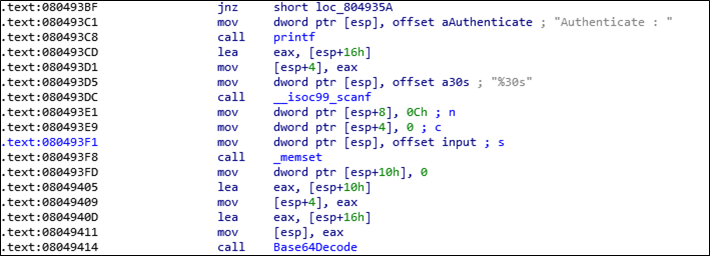 .text:080493BF jnz short loc_804935A
.text:080493C1 mov dword ptr [esp], offset aAuthenticate ; "Authenticate : "
.text:080493C8 call printf
.text:080493CD lea eax, [esp+16h]
.text:080493D1 mov [esp+4], eax
.text:080493D5 mov dword ptr [esp], offset a30s ; "%30s"
.text:080493DC call __isoc99_scanf
.text:080493E1 mov dword ptr [esp+8], 0Ch ; n
.text:080493E9 mov dword ptr [esp+4], 0 ; c
.text:080493F1 mov dword ptr [esp], offset input ; s
.text:080493F8 call _memset
.text:080493FD mov dword ptr [esp+10h], 0
.text:08049405 lea eax, [esp+10h]
.text:08049409 mov [esp+4], eax
.text:0804940D lea eax, [esp+16h]
.text:08049411 mov [esp], eax
.text:08049414 call Base64Decode